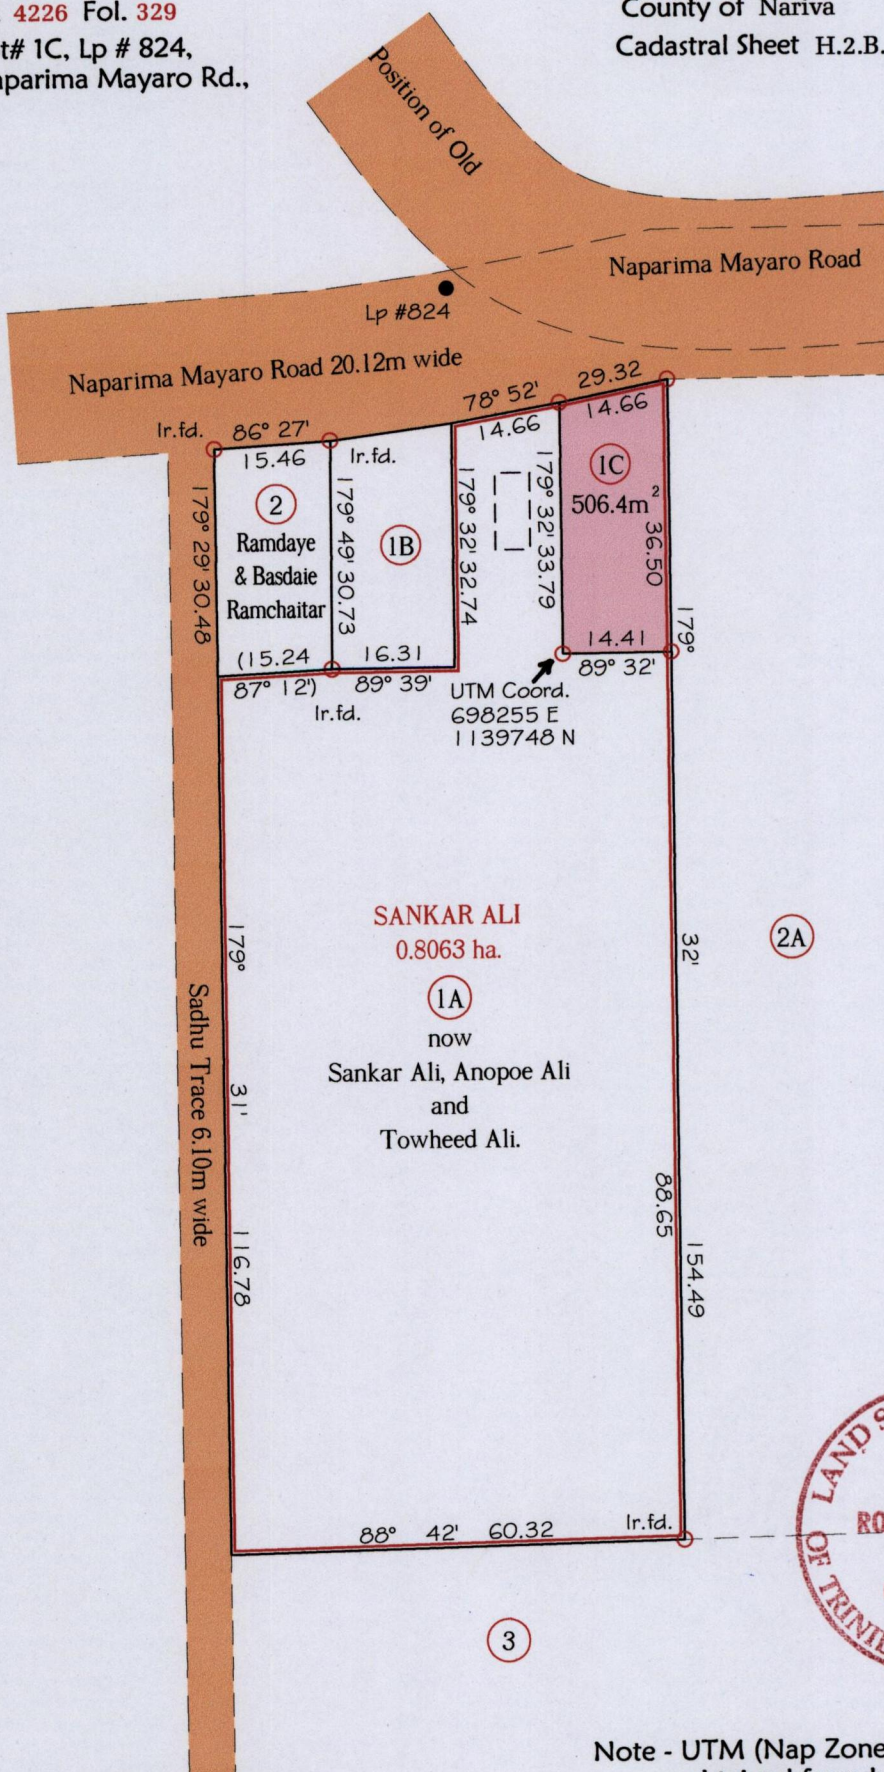 4226 Fol. 329
t# 1C, Lp # 824,
parima Mayaro Rd.,
County of Nariva
Cadastral Sheet H.2.B.
Position of Old
Naparima Mayaro Road
Lp #824
Naparima Mayaro Road 20.12m wide
29.32
78° 52'
14.66
14.66
Ir.fd.
86° 27'
15.46
Ir.fd.
1C
506.4m²
36.50
2
Ramdaye
& Basdaie
Ramchaitar
1B
179° 29' 30.48
179° 49' 30.73
179° 32' 32.74
179° 32' 33.79
14.41
89° 32'
179°
(15.24
87° 12')
16.31
89° 39'
Ir.fd.
UTM Coord.
698255 E
1139748 N
SANKAR ALI
0.8063 ha.
1A
now
Sankar Ali, Anopoe Ali
and
Towheed Ali.
2A
179°
31'
116.78
Sadhu Trace 6.10m wide
32'
88.65
154.49
88° 42' 60.32
Ir.fd.
3
LAND S
RO
OF TRINI
Note - UTM (Nap Zone